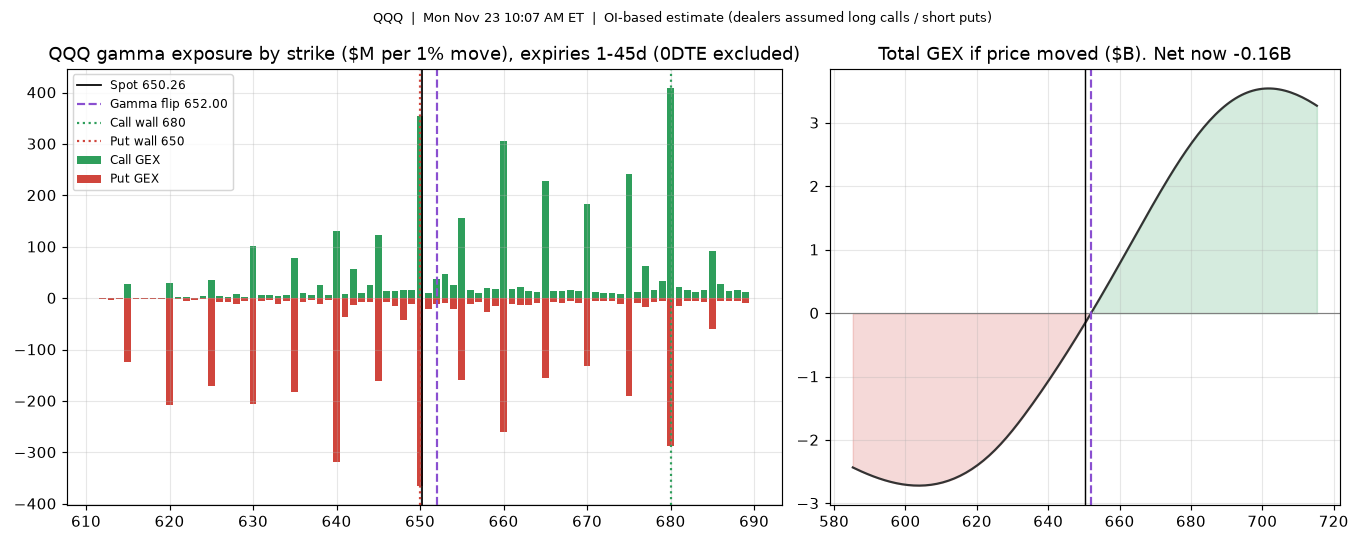 QQQ | Mon Nov 23 10:07 AM ET | OI-based estimate (dealers assumed long calls / short puts)
QQQ gamma exposure by strike ($M per 1% move), expiries 1-45d (0DTE excluded)
Spot 650.26
Gamma flip 652.00
Call wall 680
Put wall 650
Call GEX
Put GEX
400
300
200
100
0
−100
−200
−300
−400
610 620 630 640 650 660 670 680 690
Total GEX if price moved ($B). Net now -0.16B
3
2
1
0
−1
−2
−3
580 600 620 640 660 680 700 720